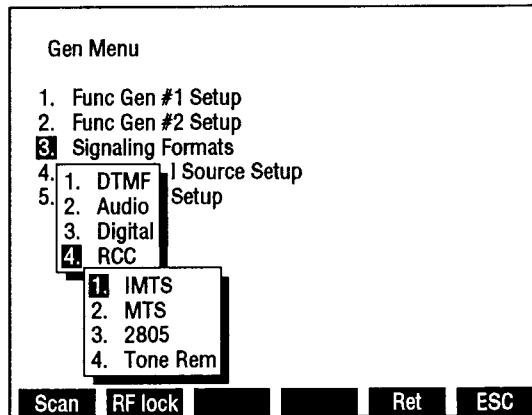 Gen Menu
1. Func Gen #1 Setup
2. Func Gen #2 Setup
3. Signaling Formats
4. ] Source Setup
5. Setup
1. DTMF
2. Audio
3. Digital
4. RCC
1. IMTS
2. MTS
3. 2805
4. Tone Rem
Scan RF lock Ret ESC